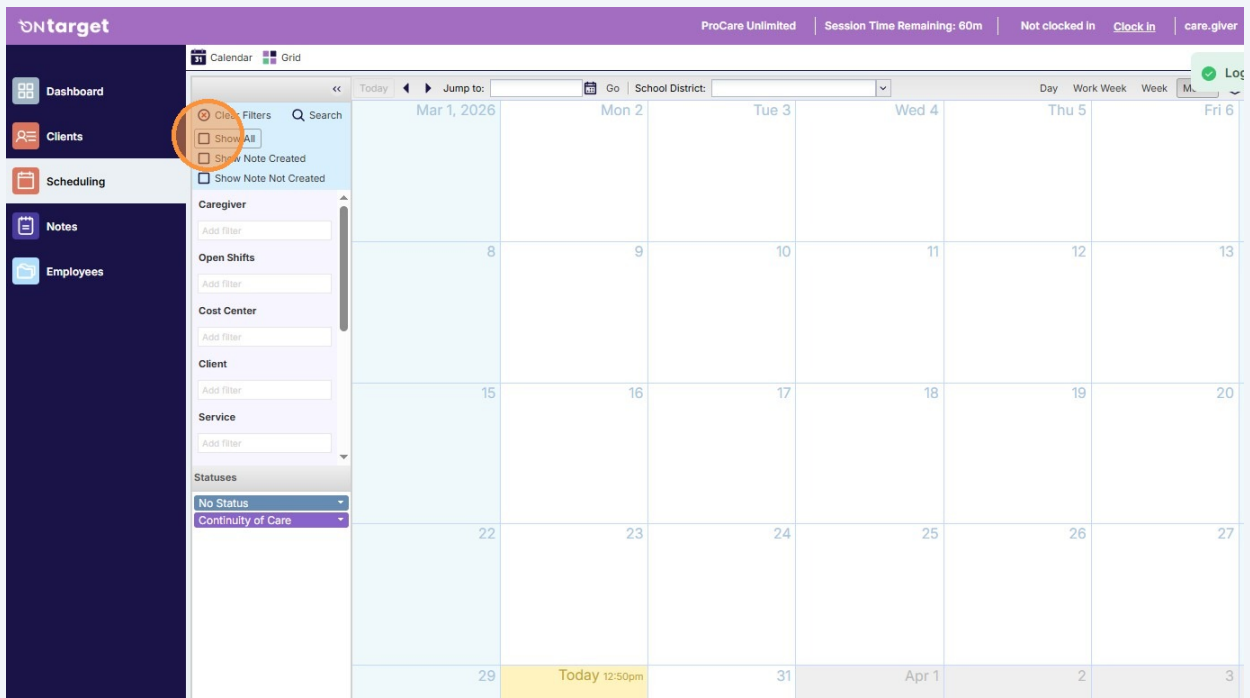 ONtarget
ProCare Unlimited
Session Time Remaining: 60m
Not clocked in
Clock in
care.giver
Dashboard
Clients
Scheduling
Notes
Employees
Calendar
Grid
«
Today
Jump to:
Go
School District:
Day
Work Week
Week
Clear Filters
Search
Show All
Show Note Created
Show Note Not Created
Caregiver
Add filter
Open Shifts
Add filter
Cost Center
Add filter
Client
Add filter
Service
Add filter
Statuses
No Status
Continuity of Care
Mar 1, 2026 Mon 2 Tue 3 Wed 4 Thu 5 Fri 6
8 9 10 11 12 13
15 16 17 18 19 20
22 23 24 25 26 27
29 Today 12:50pm 31 Apr 1 2 3